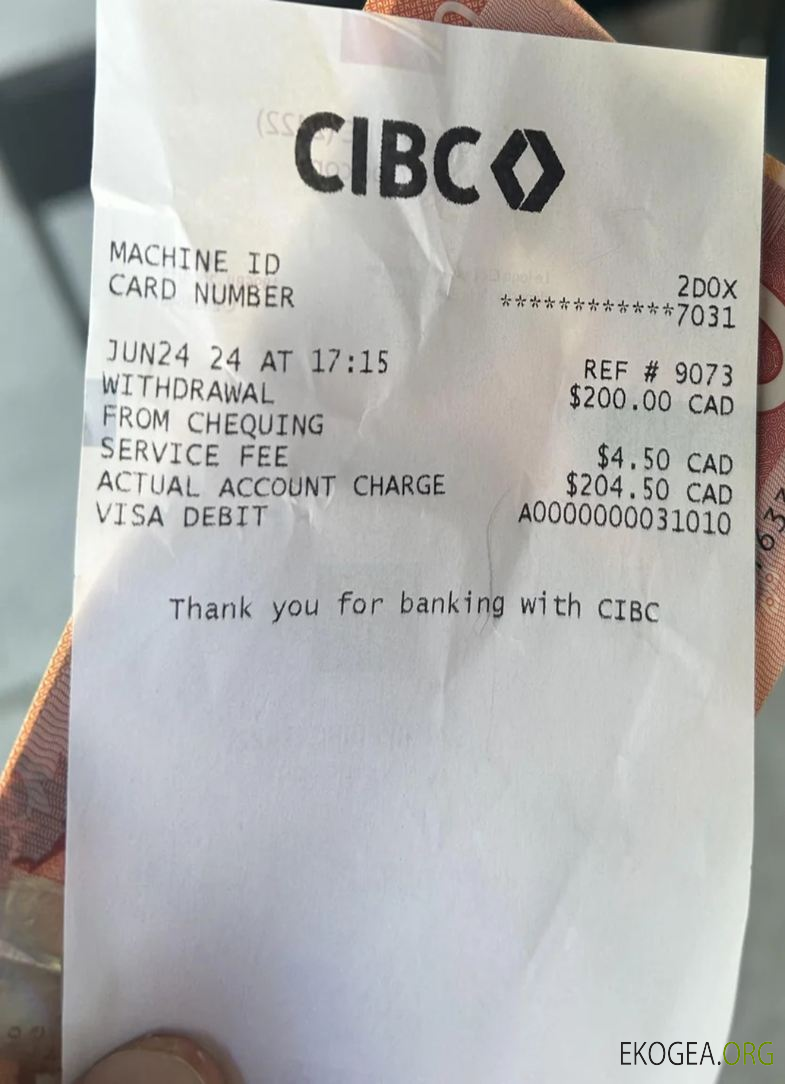 CIBC
MACHINE ID 2DOX
CARD NUMBER ************7031
JUN24 24 AT 17:15 REF # 9073
WITHDRAWAL $200.00 CAD
FROM CHEQUING
SERVICE FEE $4.50 CAD
ACTUAL ACCOUNT CHARGE $204.50 CAD
VISA DEBIT A0000000031010
Thank you for banking with CIBC
EKOGEA.ORG